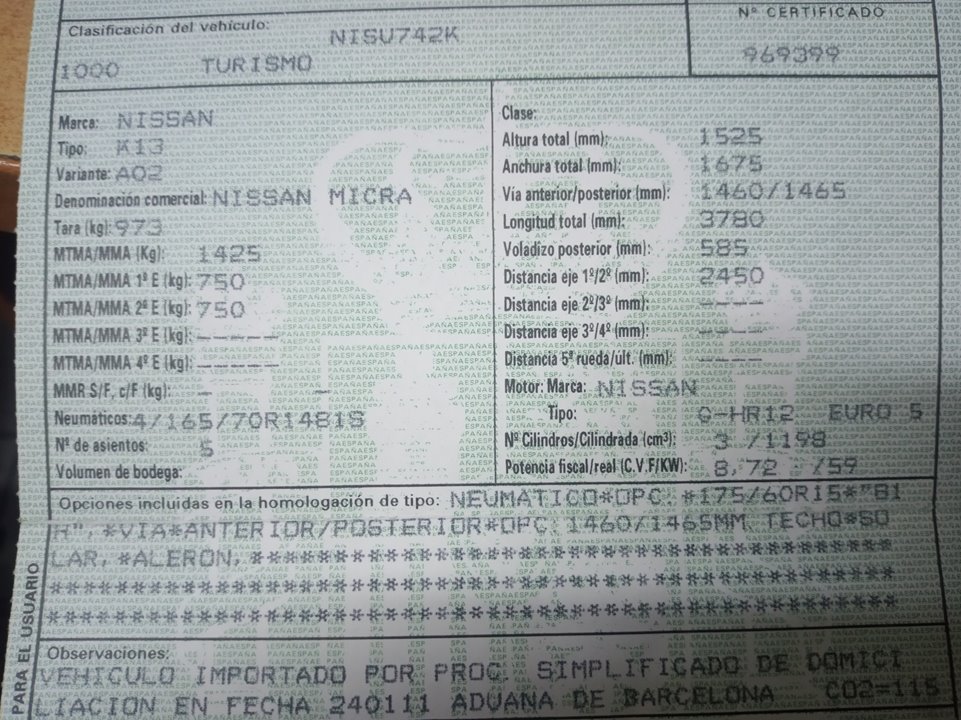 Clasificación del vehículo: NISU742K
Nº CERTIFICADO
1000 TURISMO
969399
Marca: NISSAN
Tipo: K13
Variante: A02
Denominación comercial: NISSAN MICRA
Tara (kg): 973
MTMA/MMA (Kg): 1425
MTMA/MMA 1º E (kg): 750
MTMA/MMA 2º E (kg): 750
MTMA/MMA 3º E (kg): -----
MTMA/MMA 4º E (kg): -----
MMR S/F, c/F (kg): - -
Neumáticos: 4/165/70R1481S
Nº de asientos: 5
Volumen de bodega:
Clase:
Altura total (mm): 1525
Anchura total (mm): 1675
Vía anterior/posterior (mm): 1460/1465
Longitud total (mm): 3780
Voladizo posterior (mm): 585
Distancia eje 1º/2º (mm): 2450
Distancia eje 2º/3º (mm): ----
Distancia eje 3º/4º (mm): ----
Distancia 5ª rueda/últ. (mm): ----
Motor: Marca: NISSAN
Tipo: G-HR12 EURO 5
Nº Cilindros/Cilindrada (cm³): 3 /1198
Potencia fiscal/real (C.V.F/KW): 8,72 /59
Opciones incluidas en la homologación de tipo: NEUMATICO*OPC. *175/60R15*"81
H", *VIA*ANTERIOR/POSTERIOR*OPC. 1460/1465MM, TECHO*SO
LAR, *ALERON, ****************************************
******************************************************
******************************************************
PARA EL USUARIO
Observaciones:
VEHICULO IMPORTADO POR PROC. SIMPLIFICADO DE DOMICI
LIACION EN FECHA 240111 ADUANA DE BARCELONA CO2=115